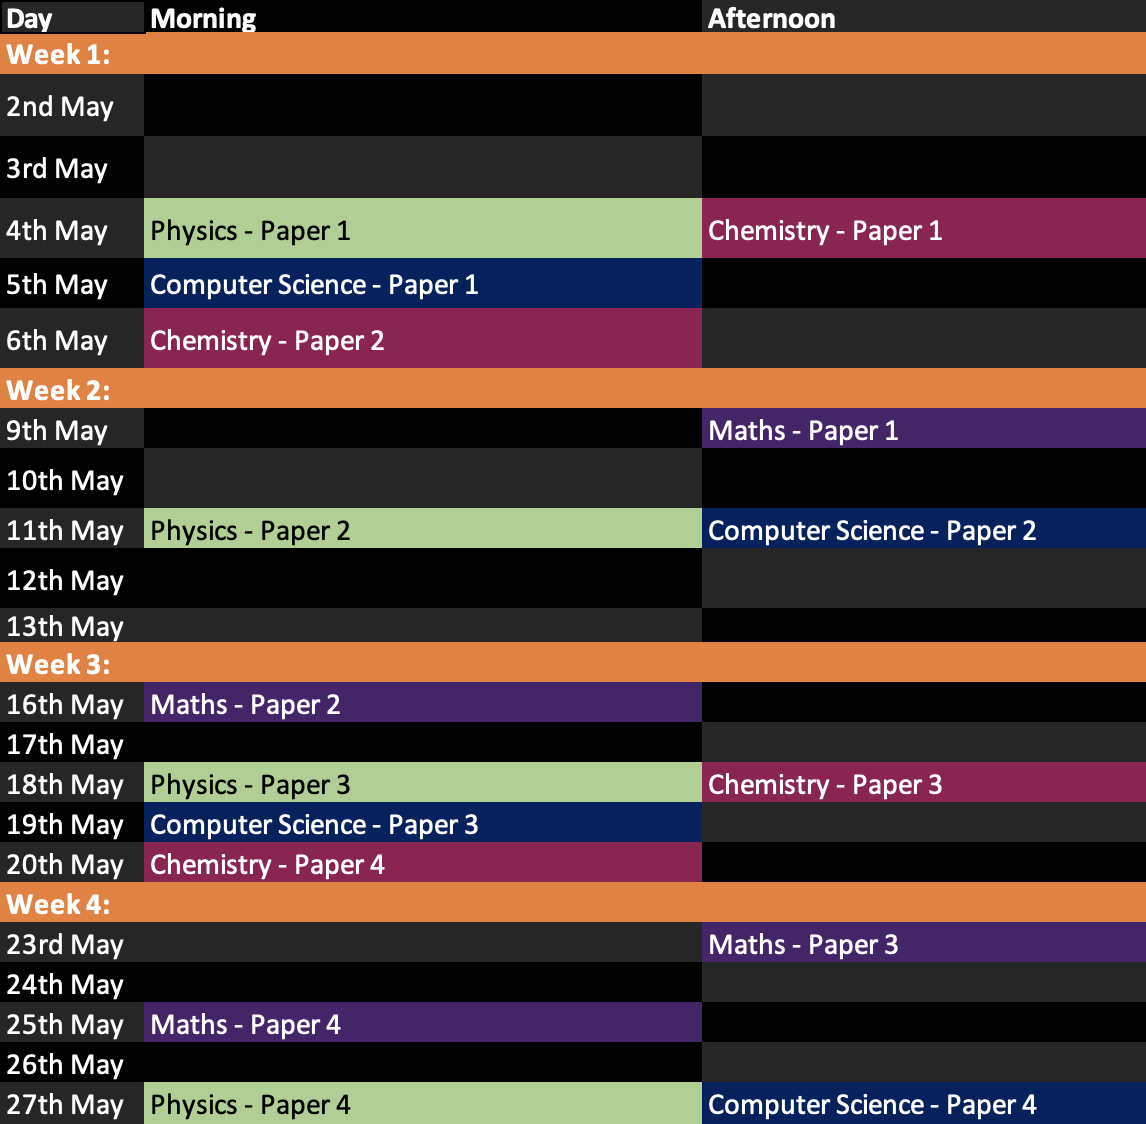 Day Morning Afternoon
Week 1:
2nd May
3rd May
4th May Physics - Paper 1 Chemistry - Paper 1
5th May Computer Science - Paper 1
6th May Chemistry - Paper 2
Week 2:
9th May Maths - Paper 1
10th May
11th May Physics - Paper 2 Computer Science - Paper 2
12th May
13th May
Week 3:
16th May Maths - Paper 2
17th May
18th May Physics - Paper 3 Chemistry - Paper 3
19th May Computer Science - Paper 3
20th May Chemistry - Paper 4
Week 4:
23rd May Maths - Paper 3
24th May
25th May Maths - Paper 4
26th May
27th May Physics - Paper 4 Computer Science - Paper 4